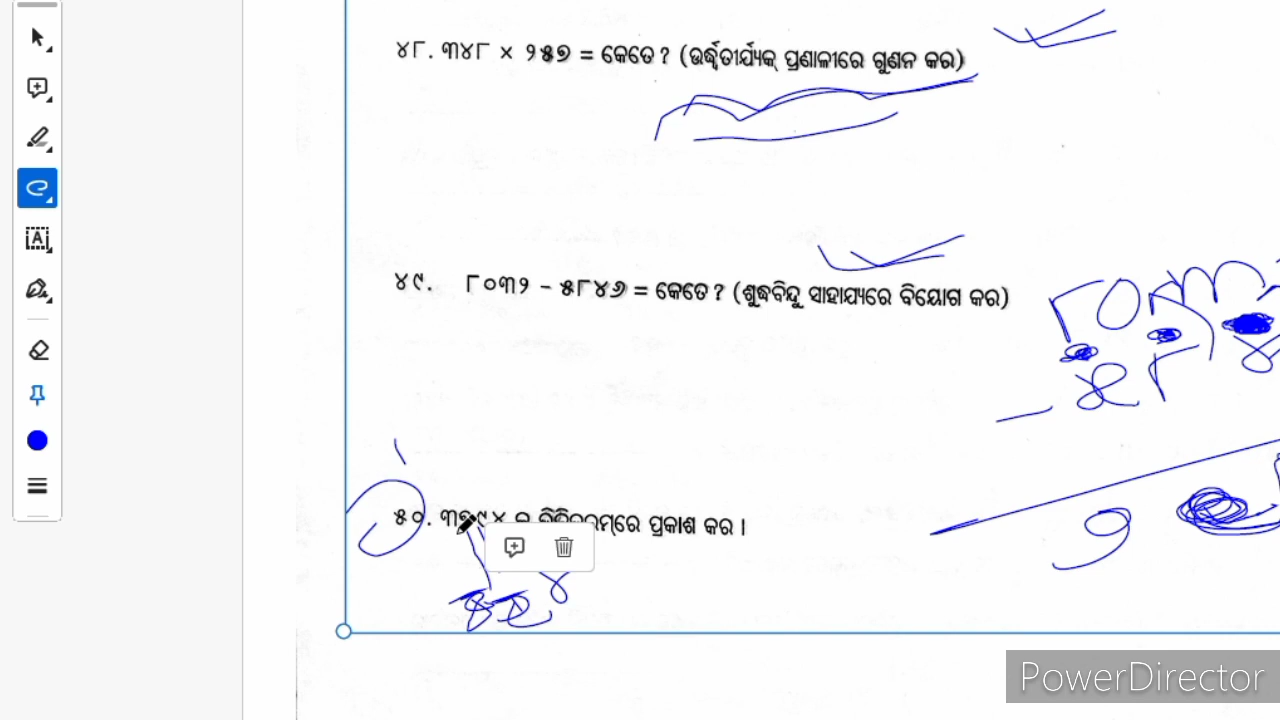 ୪୮. ୩୪୮ × ୨୫୭ = କେତେ ? (ଉର୍ଦ୍ଧ୍ୱତୀର୍ଯ୍ୟକ୍ ପ୍ରଣାଳୀରେ ଗୁଣନ କର)
୪୯. ୮୦୩୨ - ୫୮୪୬ = କେତେ ? (ଶୁଦ୍ଧବିନ୍ଦୁ ସାହାଯ୍ୟରେ ବିୟୋଗ କର)
୫୦. ପ୍ରକାଶ କର ।
PowerDirector